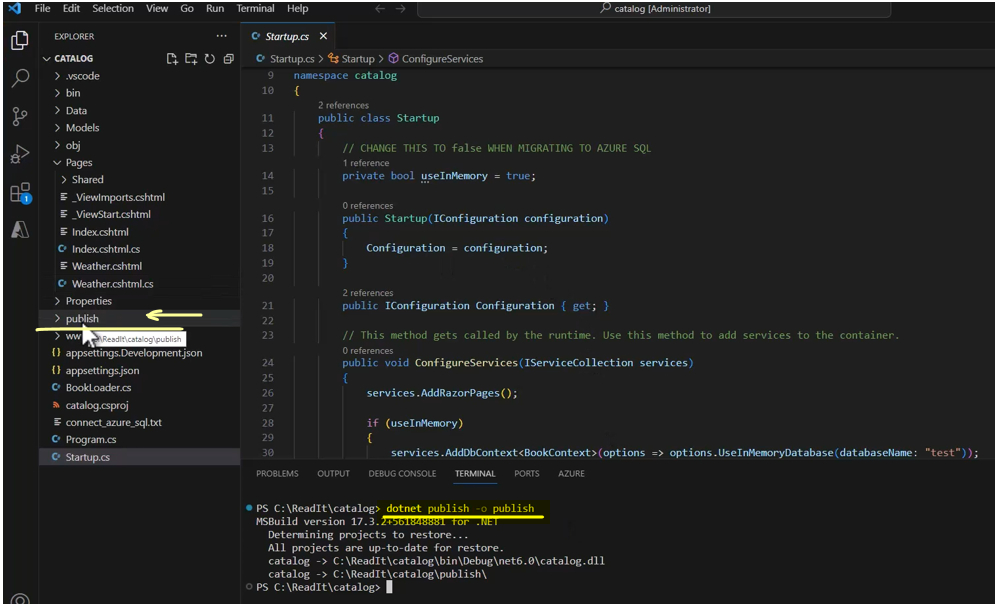 File Edit Selection View Go Run Terminal Help
catalog [Administrator]
EXPLORER
CATALOG
.vscode
bin
Data
Models
obj
Pages
Shared
_ViewImports.cshtml
_ViewStart.cshtml
Index.cshtml
Index.cshtml.cs
Weather.cshtml
Weather.cshtml.cs
Properties
publish
ww
ReadIt\catalog\publish
appsettings.Development.json
appsettings.json
BookLoader.cs
catalog.csproj
connect_azure_sql.txt
Program.cs
Startup.cs
1
Startup.cs
Startup.cs > Startup > ConfigureServices
9 namespace catalog
10 {
2 references
11 public class Startup
12 {
13 // CHANGE THIS TO false WHEN MIGRATING TO AZURE SQL
1 reference
14 private bool useInMemory = true;
15
0 references
16 public Startup(IConfiguration configuration)
17 {
18 Configuration = configuration;
19 }
20
2 references
21 public IConfiguration Configuration { get; }
22
23 // This method gets called by the runtime. Use this method to add services to the container.
0 references
24 public void ConfigureServices(IServiceCollection services)
25 {
26 services.AddRazorPages();
27
28 if (useInMemory)
29 {
30 services.AddDbContext<BookContext>(options => options.UseInMemoryDatabase(databaseName: "test"));
PROBLEMS OUTPUT DEBUG CONSOLE TERMINAL PORTS AZURE
PS C:\ReadIt\catalog> dotnet publish -o publish
MSBuild version 17.3.2+561848881 for .NET
Determining projects to restore...
All projects are up-to-date for restore.
catalog -> C:\ReadIt\catalog\bin\Debug\net6.0\catalog.dll
catalog -> C:\ReadIt\catalog\publish\
PS C:\ReadIt\catalog>